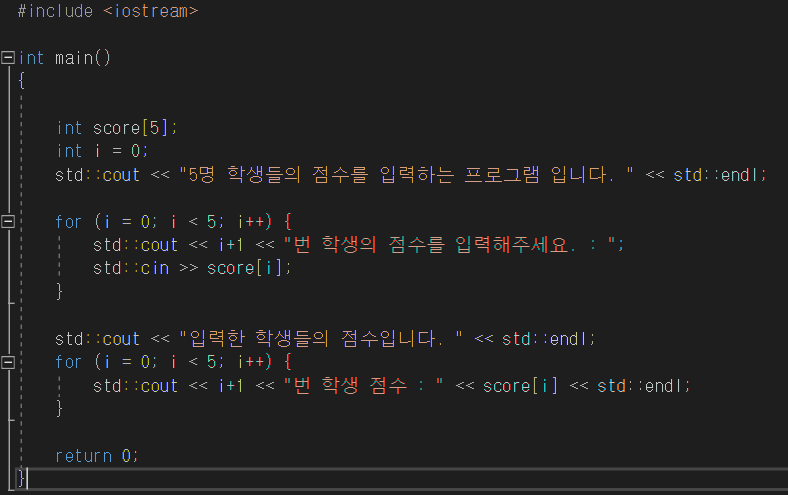 #include <iostream>
int main()
{
int score[5];
int i = 0;
std::cout << "5명 학생들의 점수를 입력하는 프로그램 입니다. " << std::endl;
for (i = 0; i < 5; i++) {
std::cout << i+1 << "번 학생의 점수를 입력해주세요. : ";
std::cin >> score[i];
}
std::cout << "입력한 학생들의 점수입니다. " << std::endl;
for (i = 0; i < 5; i++) {
std::cout << i+1 << "번 학생 점수 : " << score[i] << std::endl;
}
return 0;
}